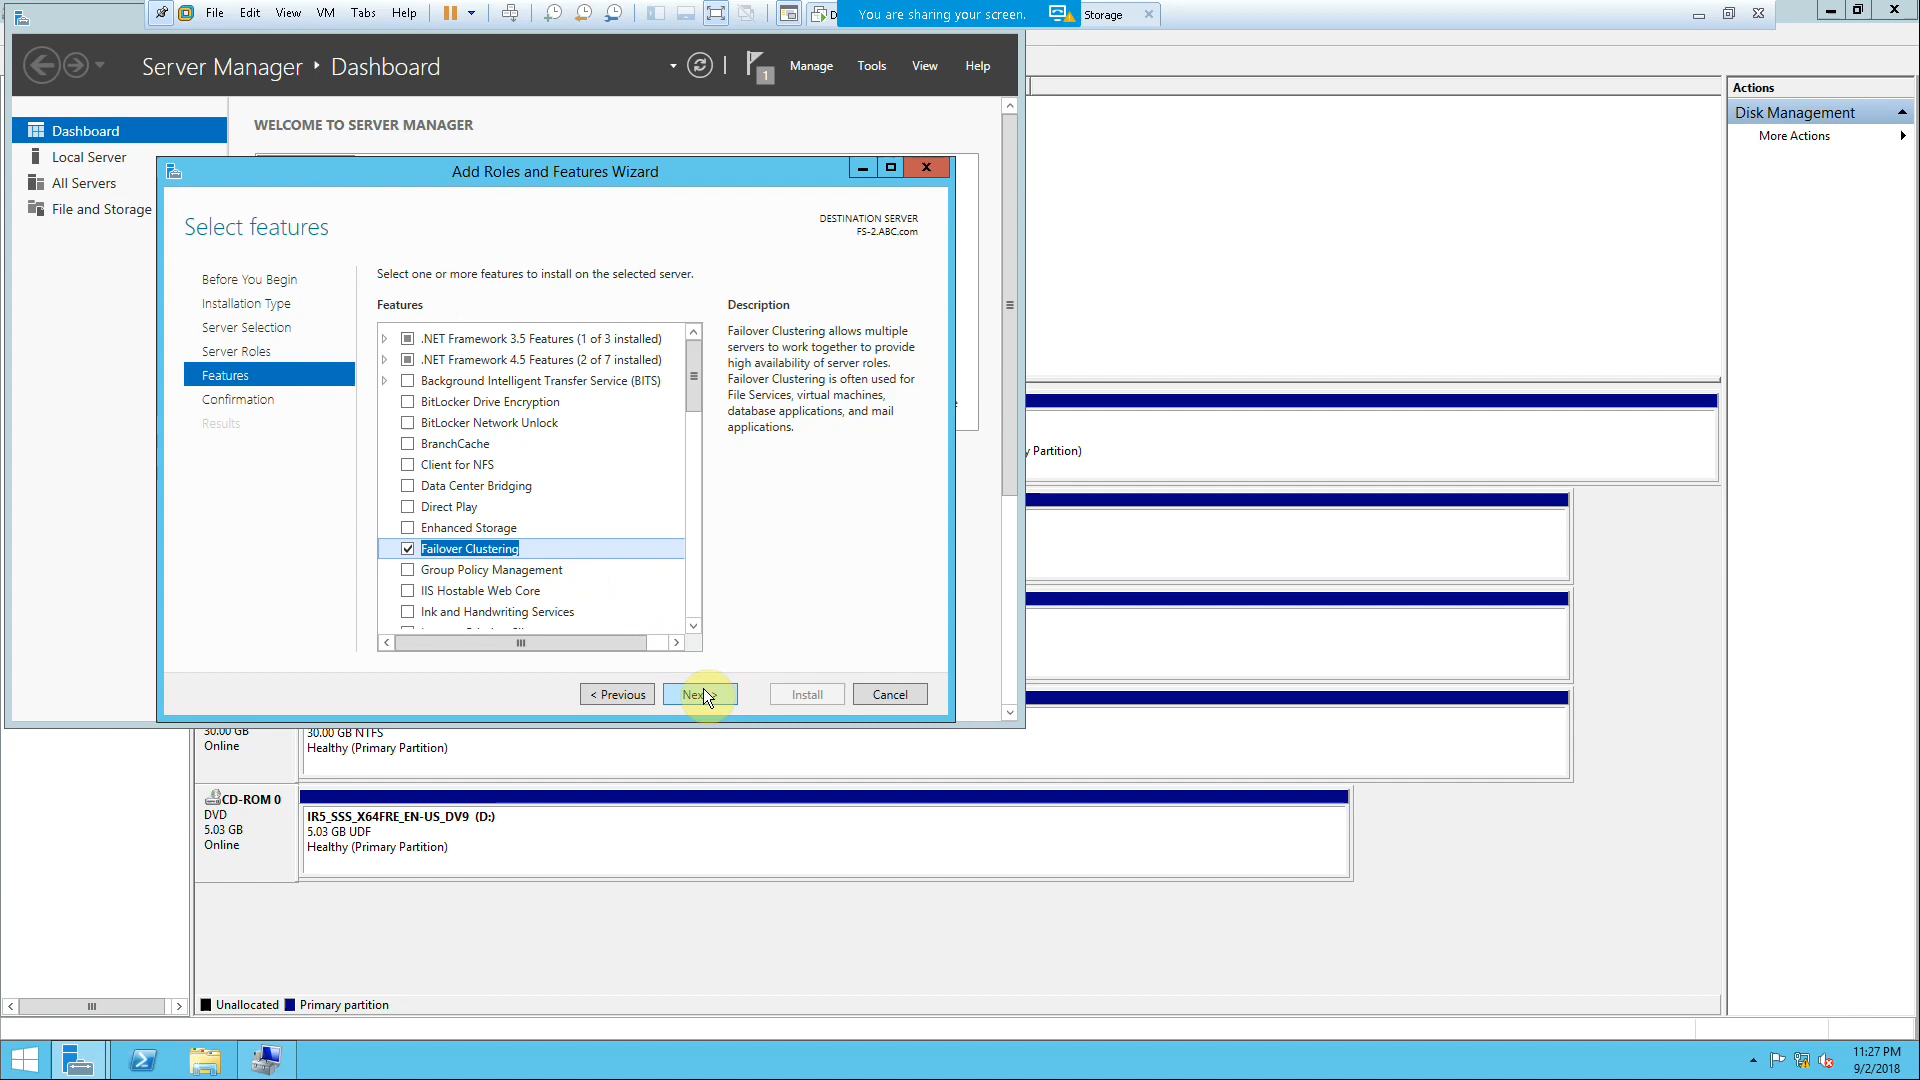 File Edit View VM Tabs Help
You are sharing your screen.
Storage
Server Manager • Dashboard
1
Manage Tools View Help
Dashboard
Local Server
All Servers
File and Storage
WELCOME TO SERVER MANAGER
Add Roles and Features Wizard
Select features
DESTINATION SERVER
FS-2.ABC.com
Before You Begin
Installation Type
Server Selection
Server Roles
Features
Confirmation
Results
Select one or more features to install on the selected server.
Features
.NET Framework 3.5 Features (1 of 3 installed)
.NET Framework 4.5 Features (2 of 7 installed)
Background Intelligent Transfer Service (BITS)
BitLocker Drive Encryption
BitLocker Network Unlock
BranchCache
Client for NFS
Data Center Bridging
Direct Play
Enhanced Storage
Failover Clustering
Group Policy Management
IIS Hostable Web Core
Ink and Handwriting Services
Description
Failover Clustering allows multiple
servers to work together to provide
high availability of server roles.
Failover Clustering is often used for
File Services, virtual machines,
database applications, and mail
applications.
< Previous
Next >
Install
Cancel
Actions
Disk Management
More Actions
y Partition)
30.00 GB
Online
30.00 GB NTFS
Healthy (Primary Partition)
CD-ROM 0
DVD
5.03 GB
Online
IR5_SSS_X64FRE_EN-US_DV9 (D:)
5.03 GB UDF
Healthy (Primary Partition)
Unallocated Primary partition
11:27 PM
9/2/2018